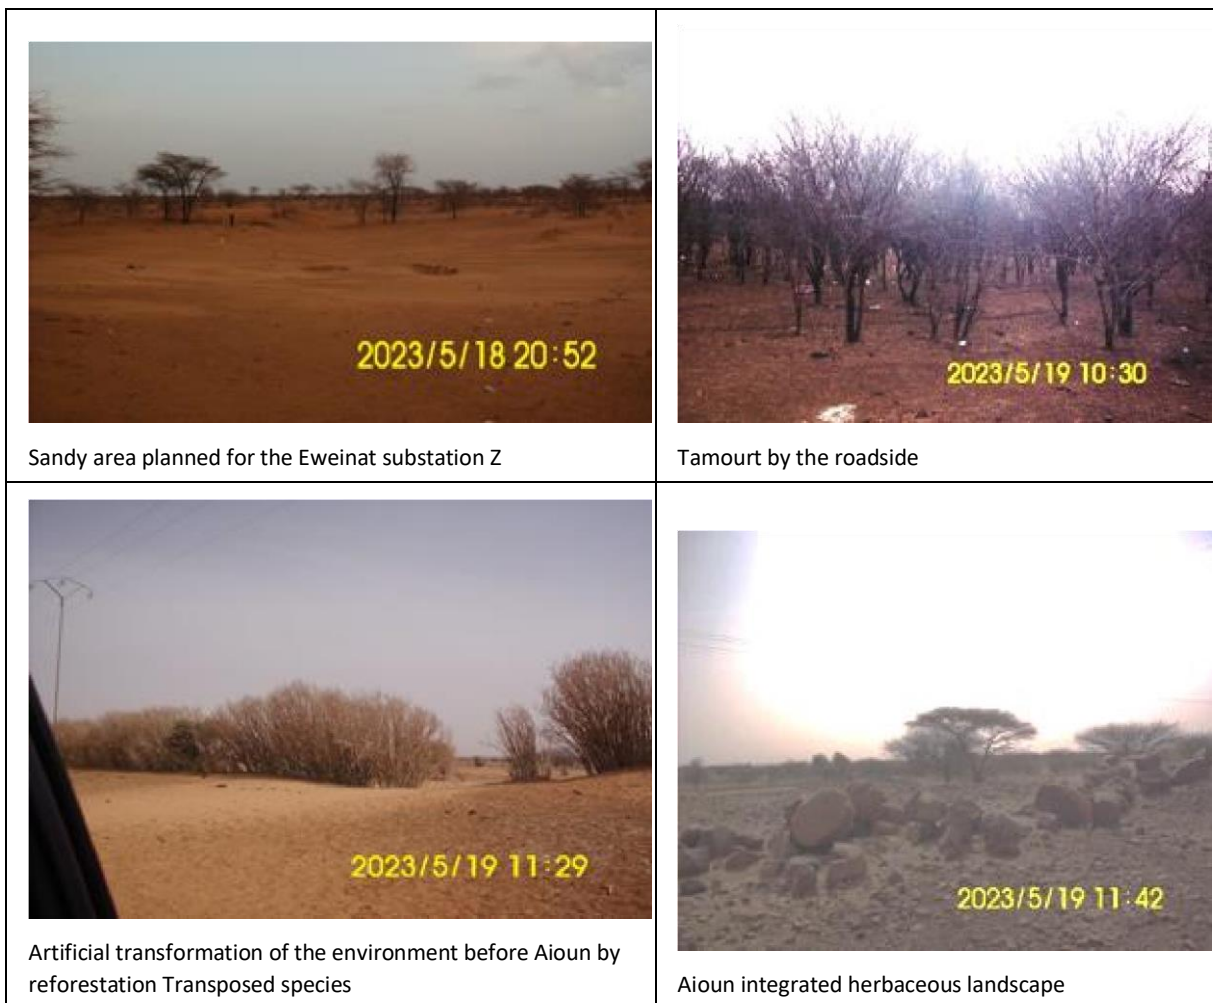 2023/5/18 20:52
Sandy area planned for the Eweinat substation Z
2023/5/19 10:30
Tamourt by the roadside
2023/5/19 11:29
Artificial transformation of the environment before Aioun by
reforestation Transposed species
2023/5/19 11:42
Aioun integrated herbaceous landscape